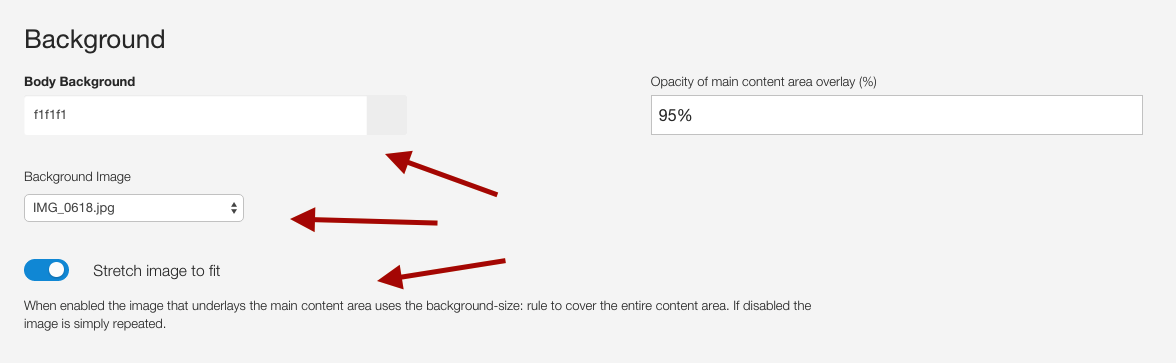 Background
Body Background
f1f1f1
Opacity of main content area overlay (%)
95%
Background Image
IMG_0618.jpg
Stretch image to fit
When enabled the image that underlays the main content area uses the background-size: rule to cover the entire content area. If disabled the
image is simply repeated.